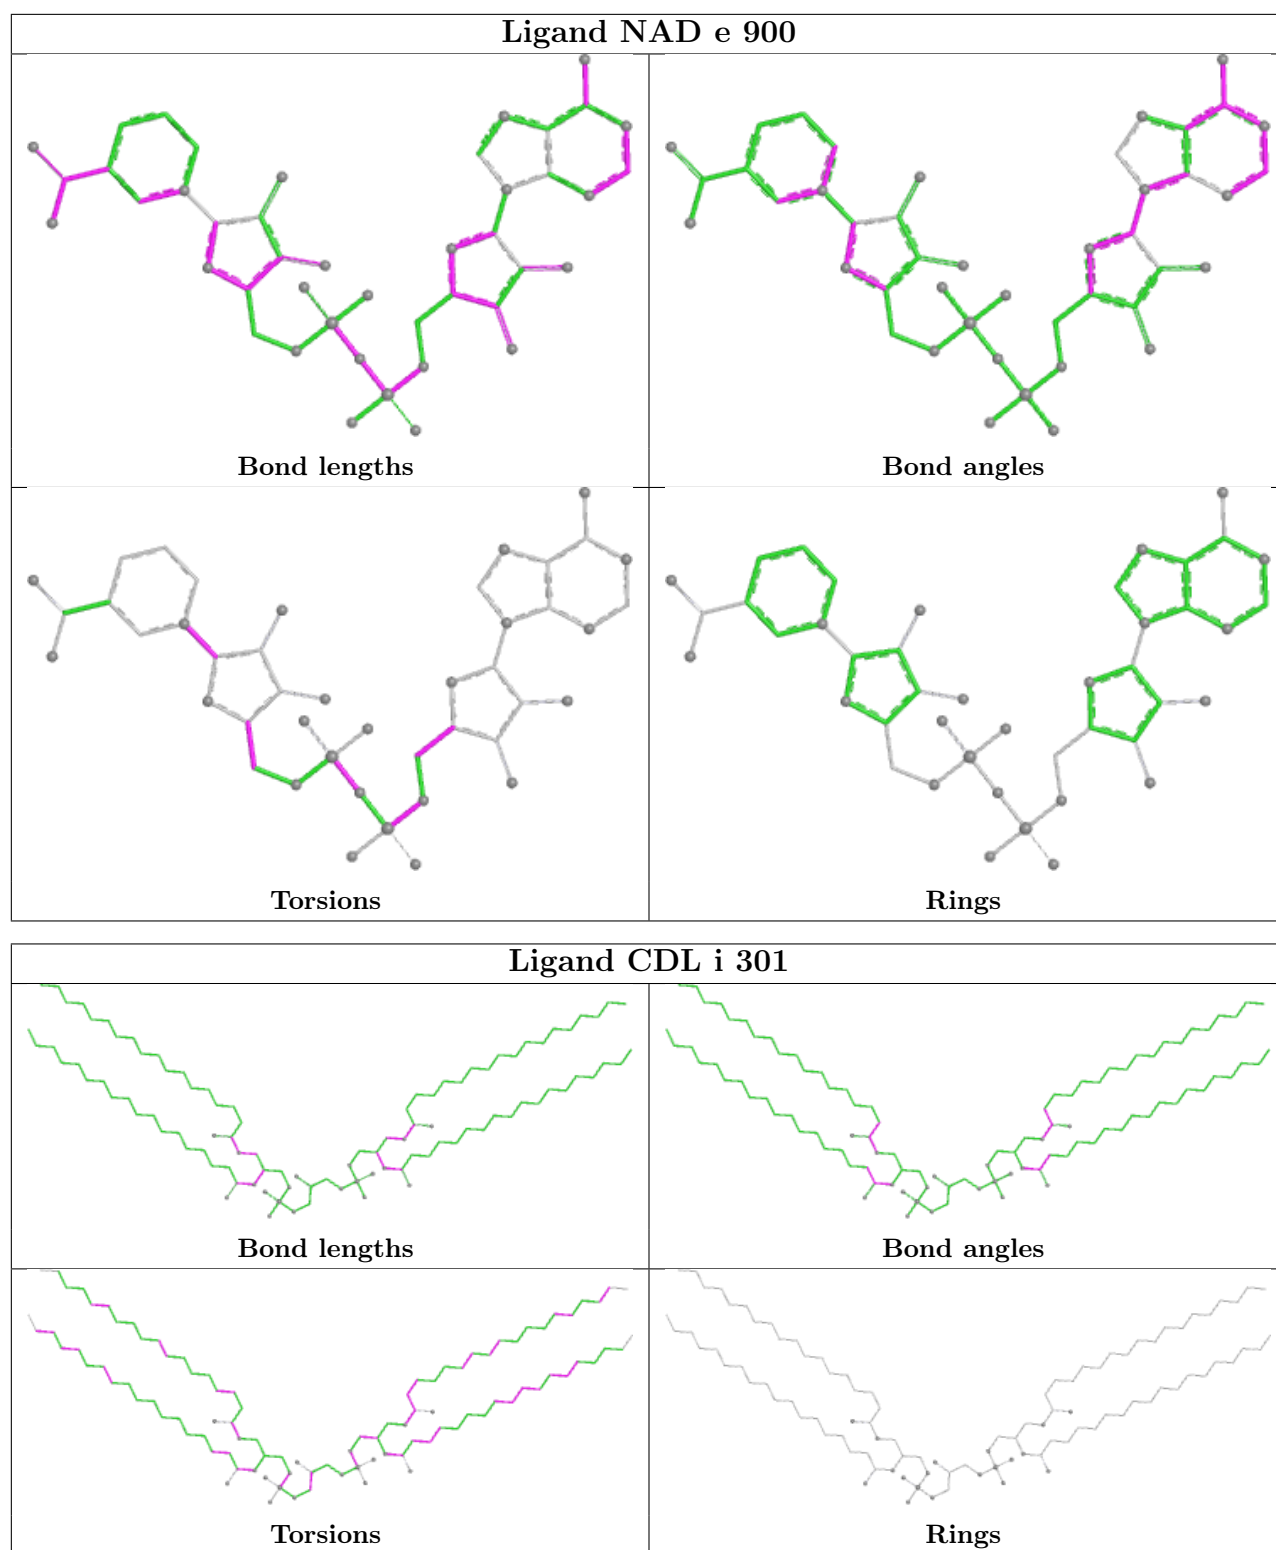 Ligand NAD e 900
Bond lengths
Bond angles
Torsions
Rings
Ligand CDL i 301
Bond lengths
Bond angles
Torsions
Rings